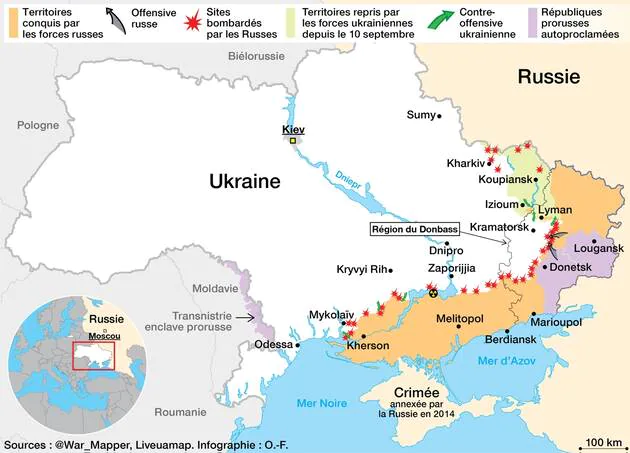 Territoires
conquis par
les forces russes
Offensive
russe
Sites
bombardés
par les Russes
Territoires repris par
les forces ukrainiennes
depuis le 10 septembre
Contre-
offensive
ukrainienne
Républiques
prorusses
autoproclamées
Biélorussie
Russie
Pologne
Sumy
Kiev
Kharkiv
Koupiansk
Dniepr
Ukraine
Izioum
Lyman
Région du Donbass
Kramatorsk
Lougansk
Dnipro
Donetsk
Kryvyi Rih
Zaporijjia
Moldavie
Transnistrie
enclave prorusse
Mykolaïv
Melitopol
Marioupol
Berdiansk
Odessa
Kherson
Russie
Moscou
Mer d'Azov
Crimée
annexée par
la Russie en 2014
Mer Noire
Roumanie
Sources : @War_Mapper, Liveuamap. Infographie : O.-F.
100 km